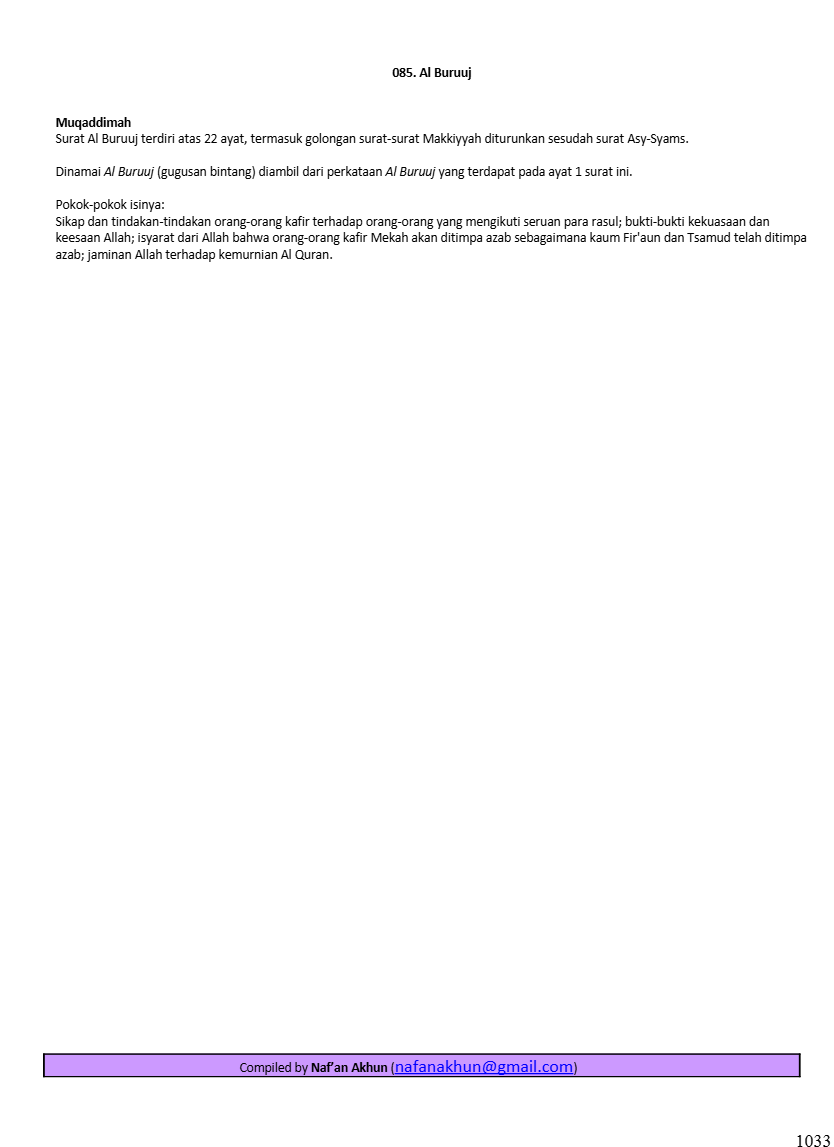 085. Al Buruuj
Muqaddimah
Surat Al Buruuj terdiri atas 22 ayat, termasuk golongan surat-surat Makkiyyah diturunkan sesudah surat Asy-Syams.
Dinamai Al Buruuj (gugusan bintang) diambil dari perkataan Al Buruuj yang terdapat pada ayat 1 surat ini.
Pokok-pokok isinya:
Sikap dan tindakan-tindakan orang-orang kafir terhadap orang-orang yang mengikuti seruan para rasul; bukti-bukti kekuasaan dan
keesaan Allah; isyarat dari Allah bahwa orang-orang kafir Mekah akan ditimpa azab sebagaimana kaum Fir'aun dan Tsamud telah ditimpa
azab; jaminan Allah terhadap kemurnian Al Quran.
Compiled by Naf’an Akhun (nafanakhun@gmail.com)
1033